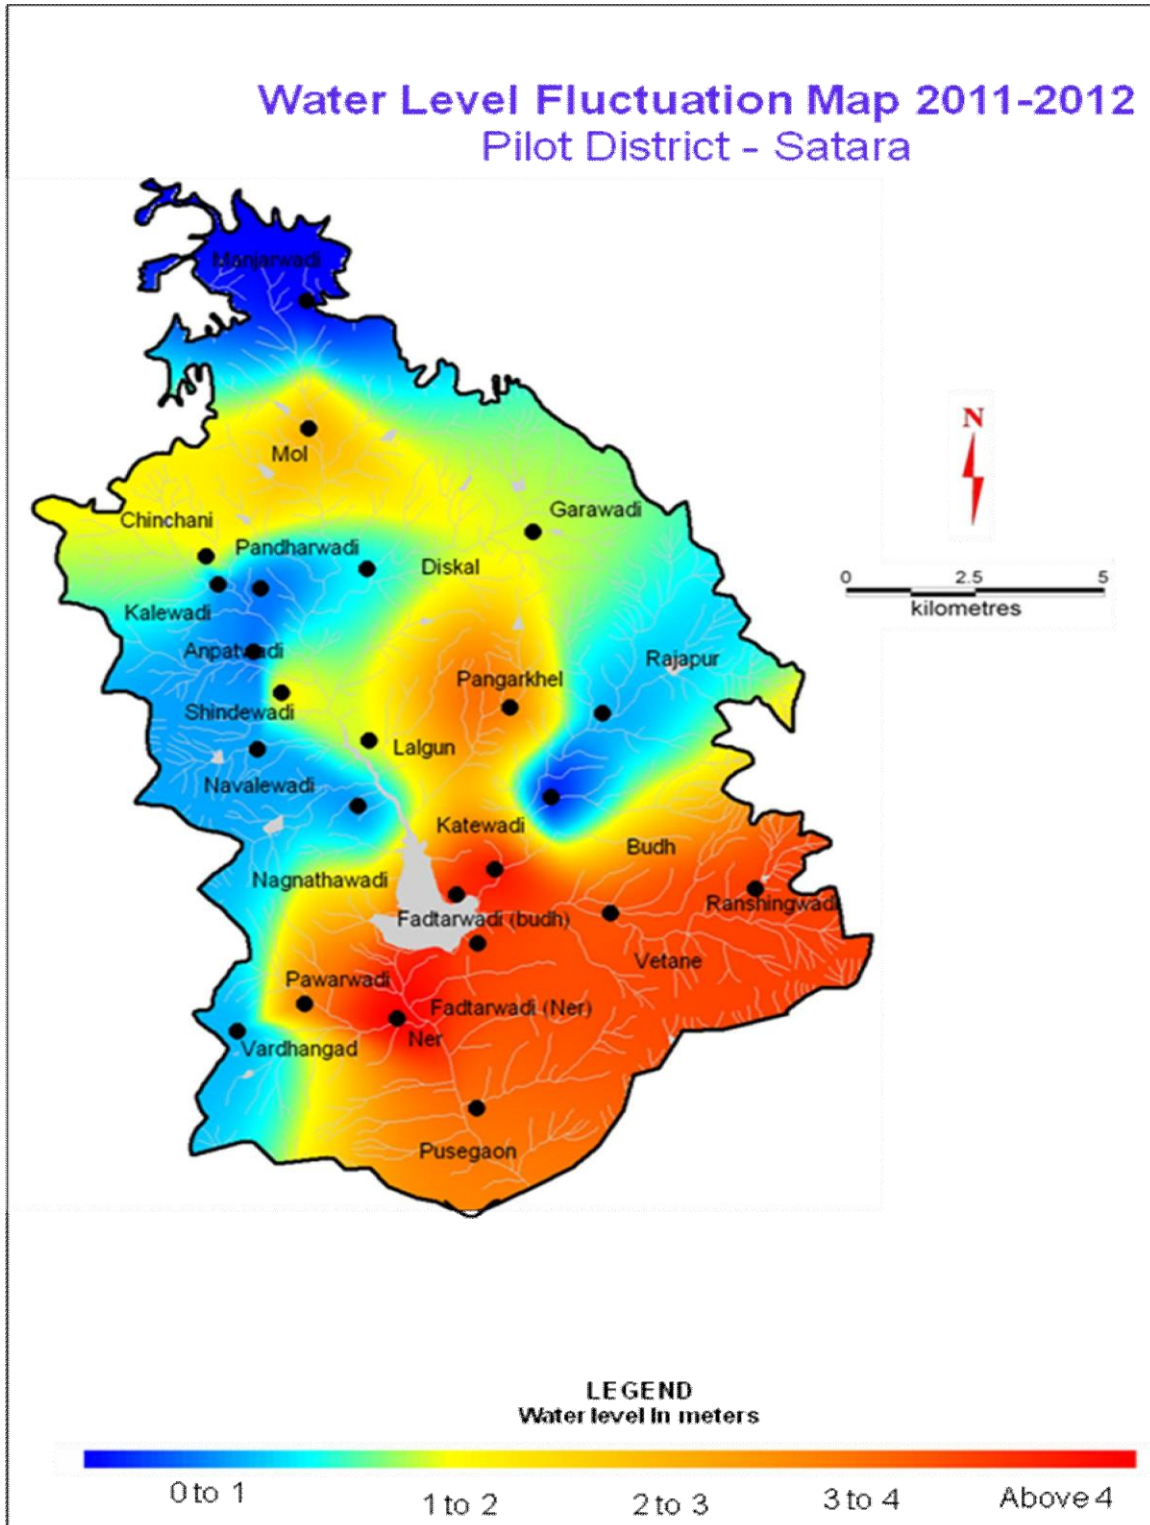 Water Level Fluctuation Map 2011-2012
Pilot District - Satara
Manjarwadi
N
Mol
Garawadi
Chinchani
Pandharwadi
Diskal
0 2.5 5
kilometres
Kalewadi
Anpatwadi
Rajapur
Pangarkhel
Shindewadi
Lalgun
Navalewadi
Katewadi
Budh
Nagnathawadi
Ranshingwadi
Fadtarwadi (budh)
Vetane
Pawarwadi
Fadtarwadi (Ner)
Ner
Vardhangad
Pusegaon
LEGEND
Water level In meters
0 to 1 1 to 2 2 to 3 3 to 4 Above 4